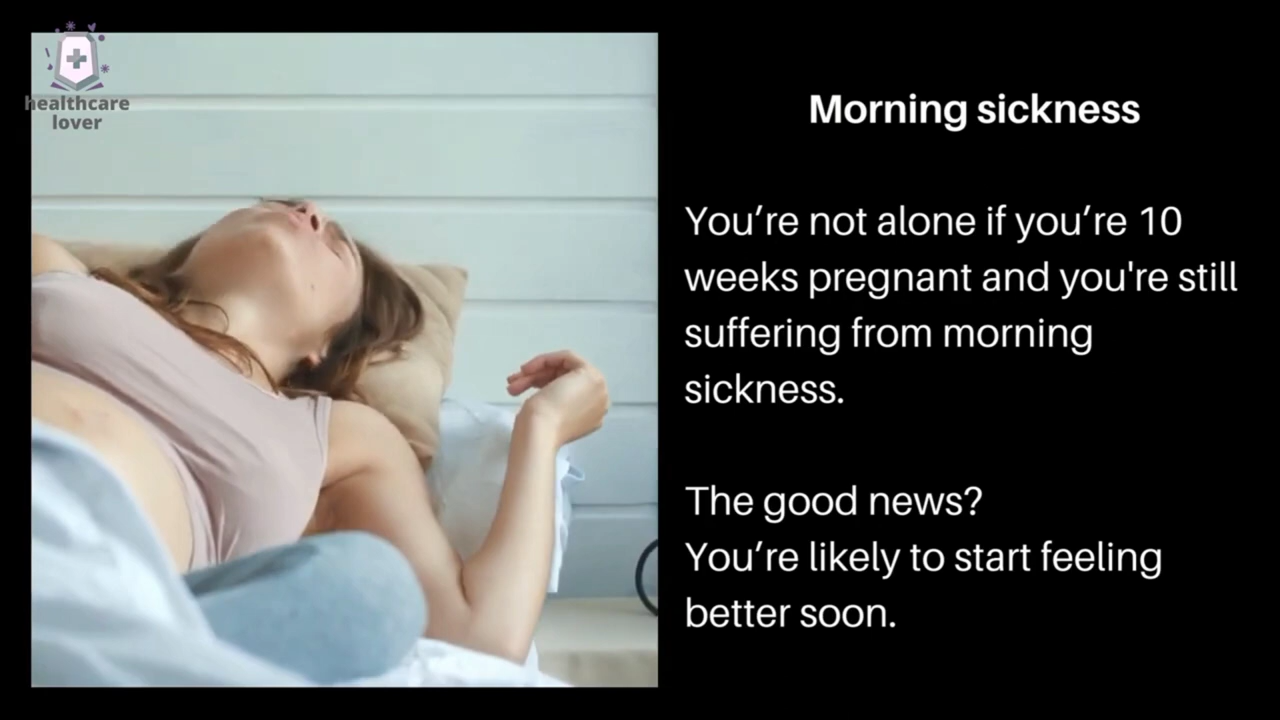 healthcare
lover
Morning sickness
You’re not alone if you’re 10
weeks pregnant and you're still
suffering from morning
sickness.
The good news?
You’re likely to start feeling
better soon.